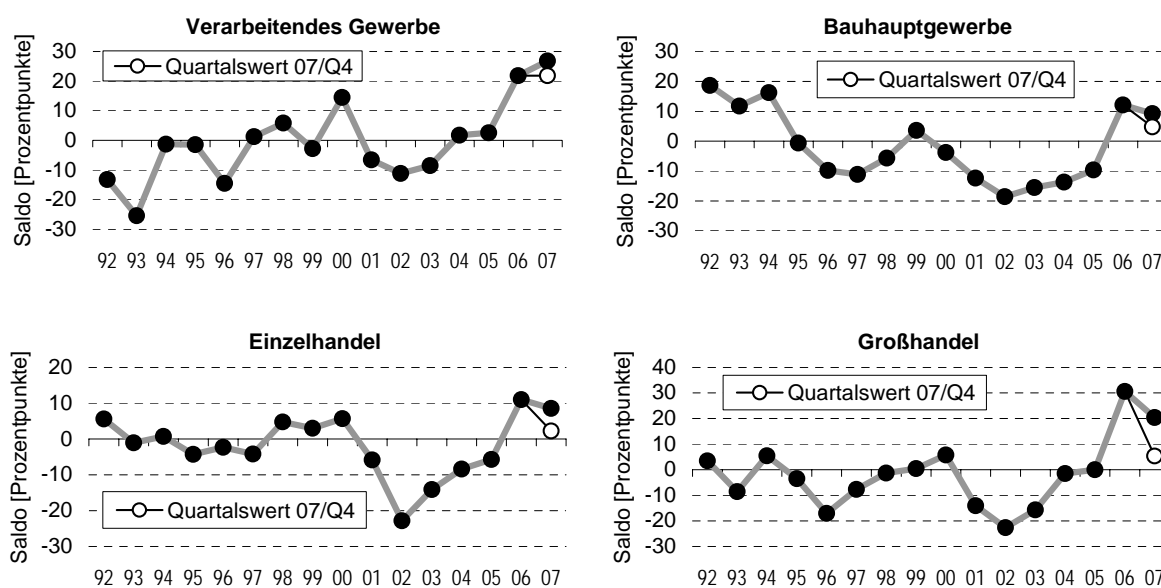 Verarbeitendes Gewerbe
Saldo [Prozentpunkte]
30
20
10
0
-10
-20
-30
Quartalswert 07/Q4
92 93 94 95 96 97 98 99 00 01 02 03 04 05 06 07
Bauhauptgewerbe
Saldo [Prozentpunkte]
30
20
10
0
-10
-20
-30
Quartalswert 07/Q4
92 93 94 95 96 97 98 99 00 01 02 03 04 05 06 07
Einzelhandel
Saldo [Prozentpunkte]
20
10
0
-10
-20
-30
Quartalswert 07/Q4
92 93 94 95 96 97 98 99 00 01 02 03 04 05 06 07
Großhandel
Saldo [Prozentpunkte]
40
30
20
10
0
-10
-20
-30
Quartalswert 07/Q4
92 93 94 95 96 97 98 99 00 01 02 03 04 05 06 07